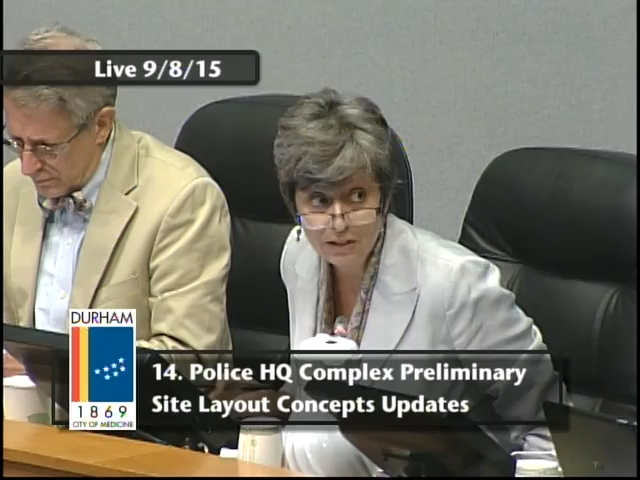 Live 9/8/15
DURHAM
1869
CITY OF MEDICINE
14. Police HQ Complex Preliminary
Site Layout Concepts Updates